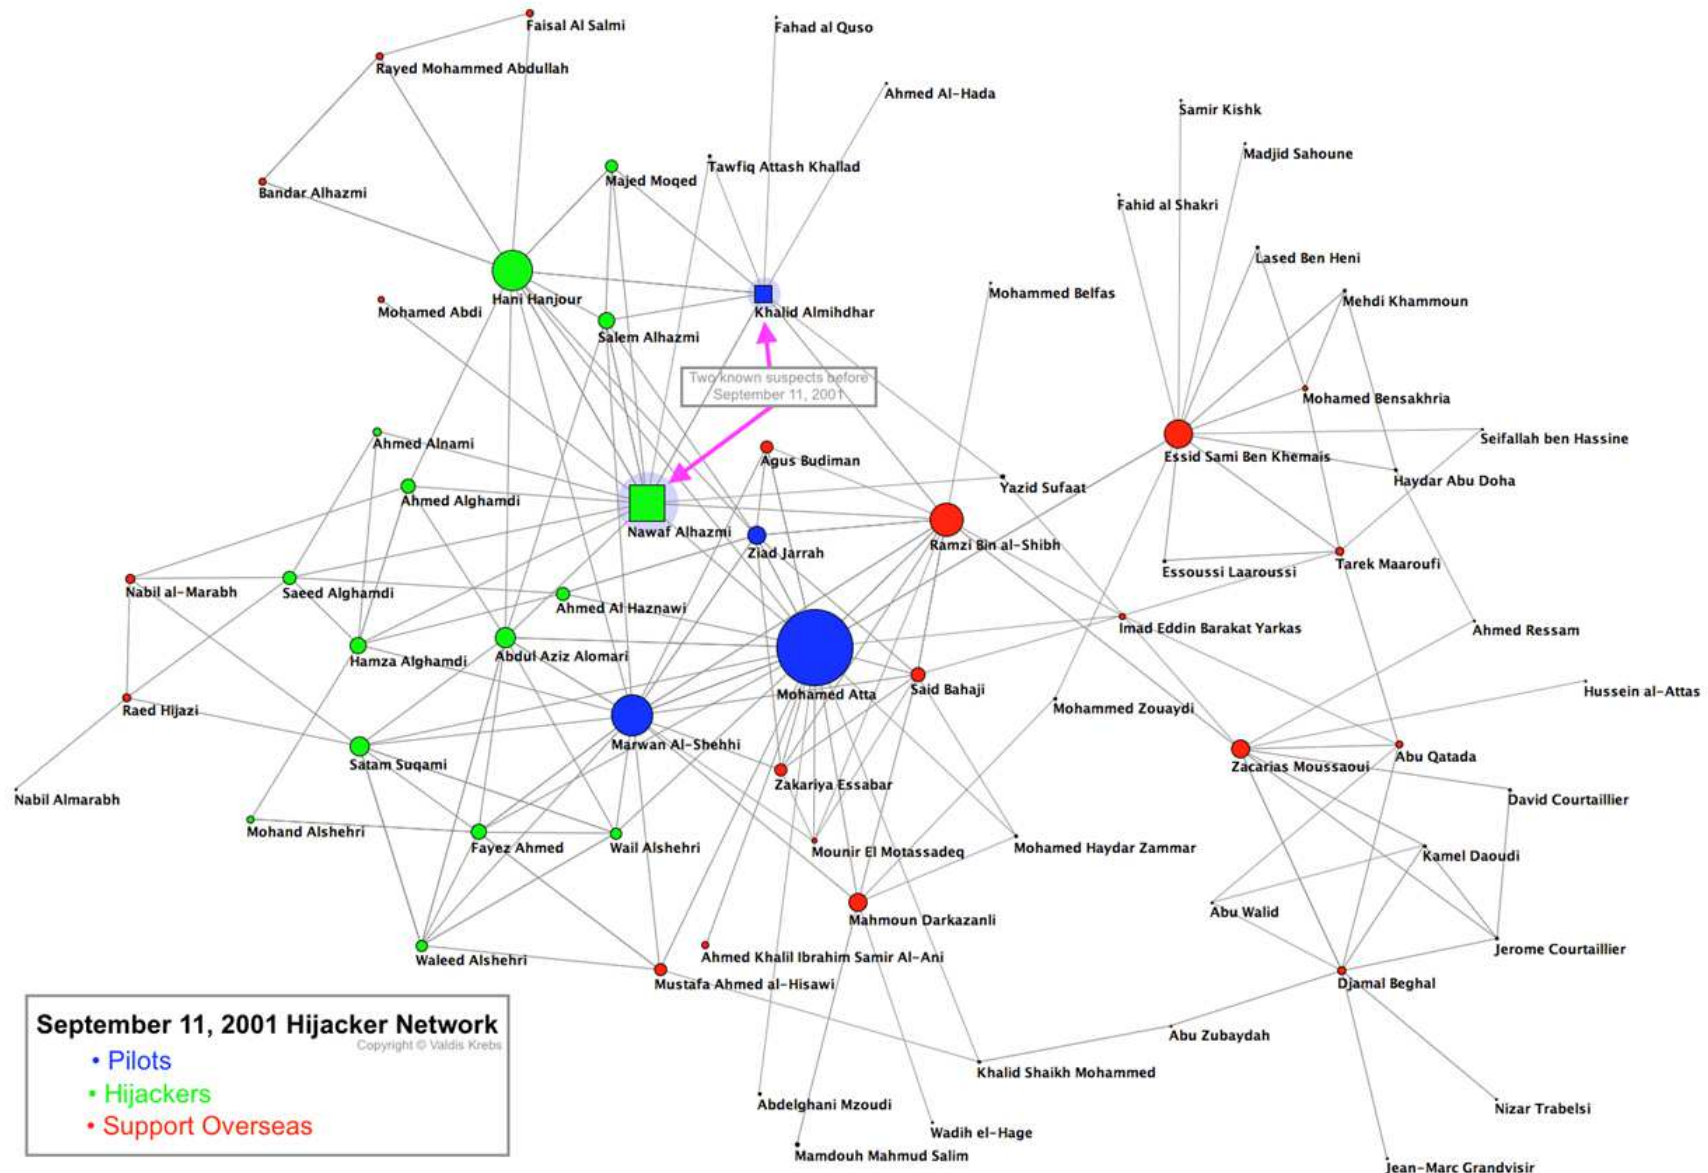 Faisal Al Salmi
Fahad al Quso
Rayed Mohammed Abdullah
Ahmed Al-Hada
Samir Kishk
Madjid Sahoune
Tawfiq Attash Khallad
Majed Moqed
Bandar Alhazmi
Fahid al Shakri
Lased Ben Heni
Mohammed Belfas
Hani Hanjour
Mehdi Khammoun
Mohamed Abdi
Khalid Almihdhar
Salem Alhazmi
Two known suspects before
September 11, 2001
Mohamed Bensakhria
Seifallah ben Hassine
Ahmed Alnami
Essid Sami Ben Khemais
Agus Budiman
Haydar Abu Doha
Yazid Sufaat
Ahmed Alghamdi
Nawaf Alhazmi
Ramzi Bin al-Shibh
Ziad Jarrah
Tarek Maaroufi
Essoussi Laaroussi
Nabil al-Marabh
Saeed Alghamdi
Ahmed Al Haznawi
Imad Eddin Barakat Yarkas
Ahmed Ressam
Abdul Aziz Alomari
Hamza Alghamdi
Said Bahaji
Hussein al-Attas
Mohamed Atta
Mohammed Zouaydi
Raed Hijazi
Marwan Al-Shehhi
Abu Qatada
Satam Suqami
Zacarias Moussaoui
Zakariya Essabar
Nabil Almarabh
David Courtaillier
Mohand Alshehri
Fayez Ahmed
Wail Alshehri
Mounir El Motassadeq
Mohamed Haydar Zammar
Kamel Daoudi
Abu Walid
Mahmoun Darkazanli
Jerome Courtaillier
Ahmed Khalil Ibrahim Samir Al-Ani
Waleed Alshehri
Mustafa Ahmed al-Hisawi
Djamal Beghal
September 11, 2001 Hijacker Network
Copyright © Valdis Krebs
• Pilots
• Hijackers
• Support Overseas
Abu Zubaydah
Khalid Shaikh Mohammed
Abdelghani Mzoudi
Nizar Trabelsi
Wadih el-Hage
Mamdouh Mahmud Salim
Jean-Marc Grandvisir